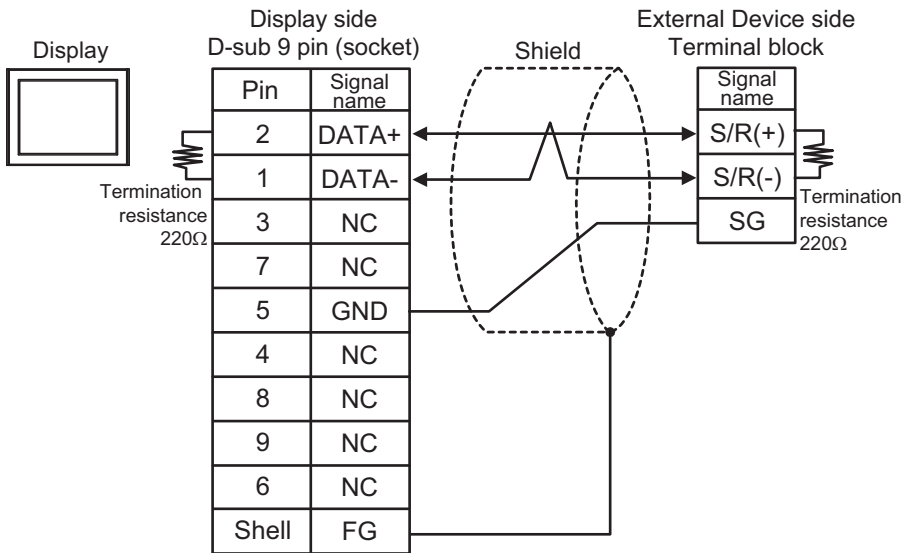 Display
Display side
D-sub 9 pin (socket)
Shield
External Device side
Terminal block
Pin Signal name
2 DATA+
1 DATA-
3 NC
7 NC
5 GND
4 NC
8 NC
9 NC
6 NC
Shell FG
Termination
resistance
220Ω
Signal
name
S/R(+)
S/R(-)
SG
Termination
resistance
220Ω